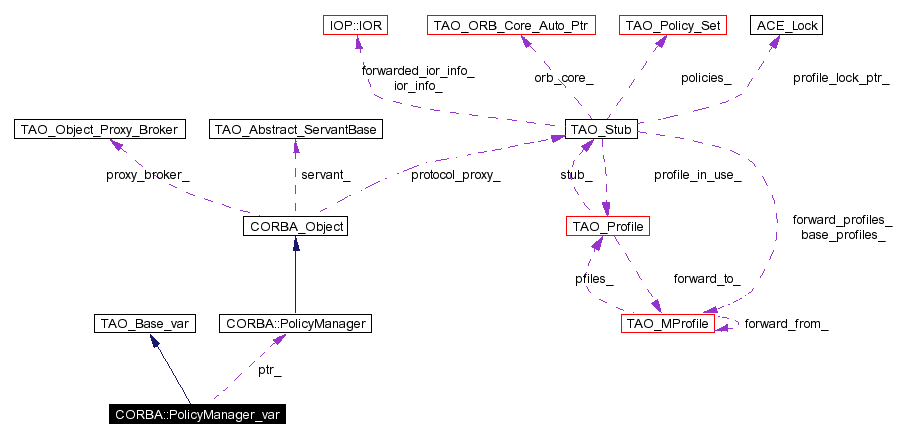 IOP::IOR
TAO_ORB_Core_Auto_Ptr
TAO_Policy_Set
ACE_Lock
forwarded_ior_info_
ior_info_
orb_core_
policies_
profile_lock_ptr_
TAO_Object_Proxy_Broker
TAO_Abstract_ServantBase
TAO_Stub
proxy_broker_
servant_
protocol_proxy_
stub_
profile_in_use_
CORBA_Object
TAO_Profile
forward_profiles_
base_profiles_
pfiles_
forward_to_
TAO_Base_var
CORBA::PolicyManager
TAO_MProfile
forward_from_
ptr_
CORBA::PolicyManager_var